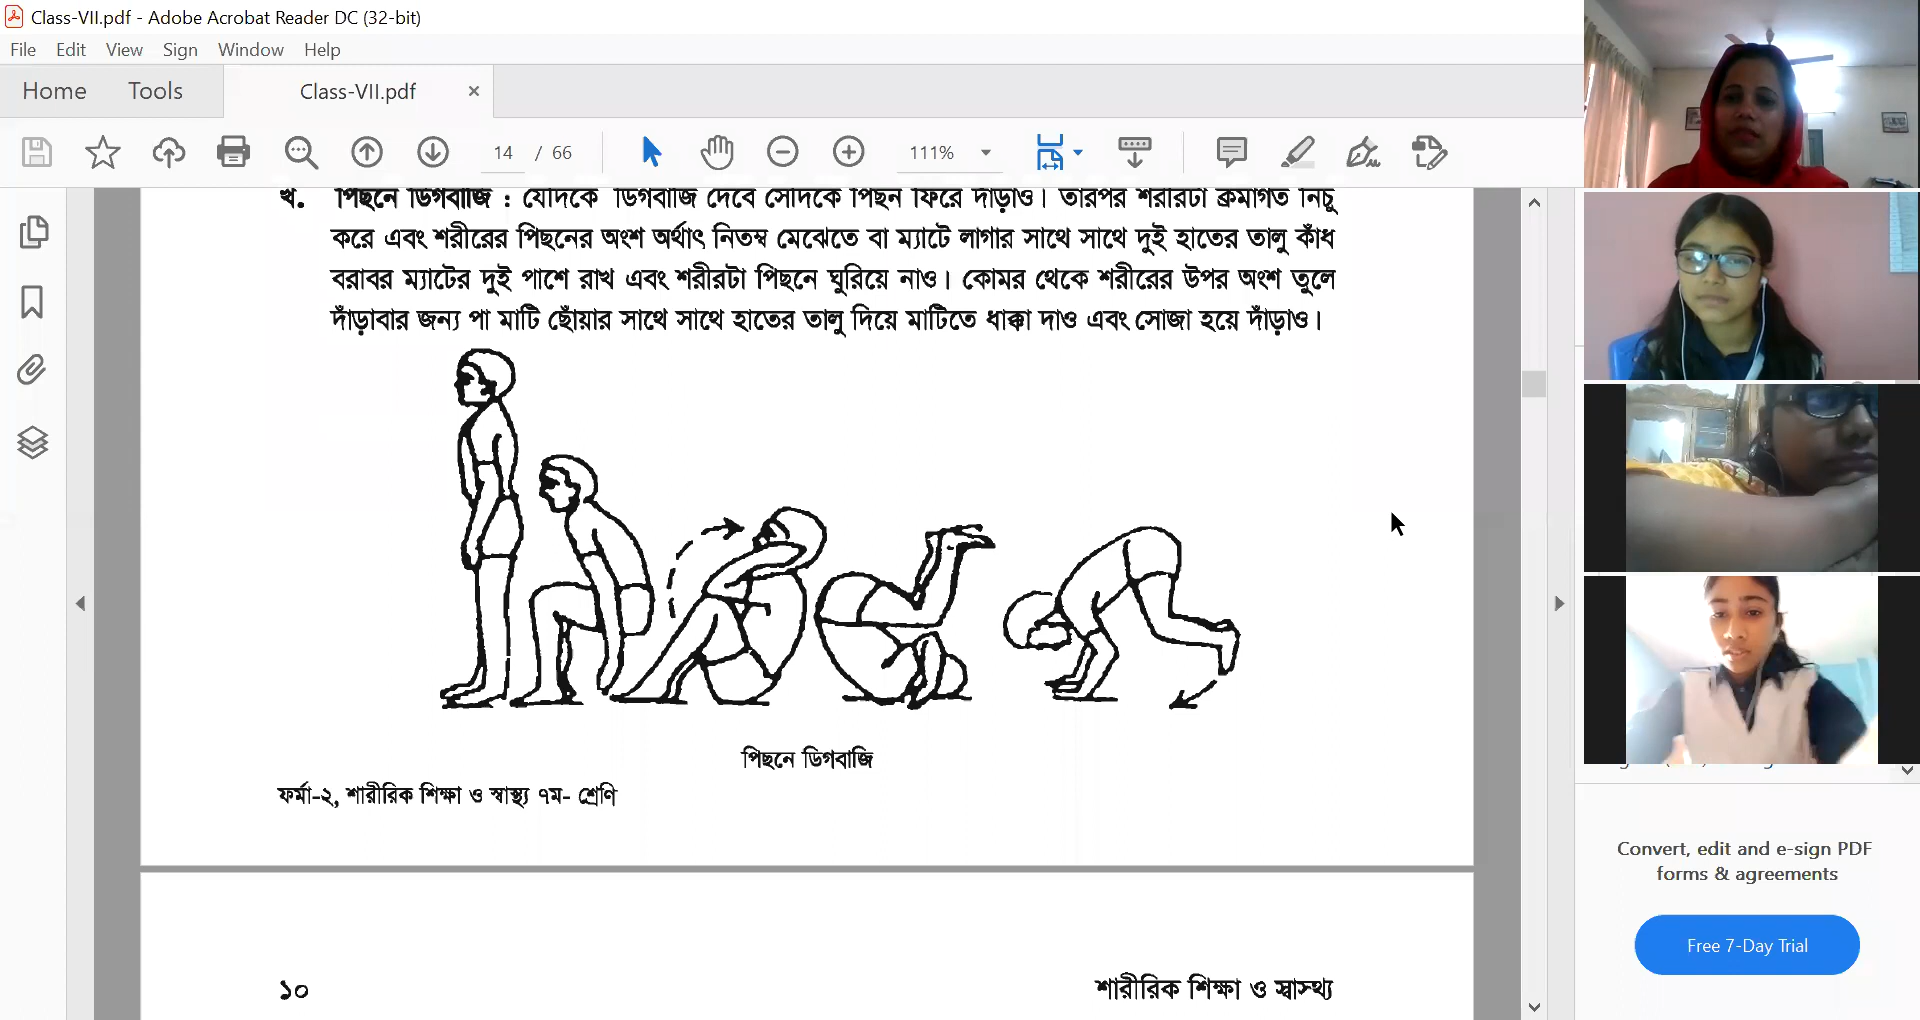 Class-VII.pdf - Adobe Acrobat Reader DC (32-bit)
File Edit View Sign Window Help
Home Tools Class-VII.pdf ×
14 / 66 111%
খ. পিছনে ডিগবাজি : যেদিকে ডিগবাজি দেবে সেদিকে পিছন ফিরে দাঁড়াও। তারপর শরীরটা ক্রমাগত নিচু
করে এবং শরীরের পিছনের অংশ অর্থাৎ নিতম্ব মেঝেতে বা ম্যাটে লাগার সাথে সাথে দুই হাতের তালু কাঁধ
বরাবর ম্যাটের দুই পাশে রাখ এবং শরীরটা পিছনে ঘুরিয়ে নাও। কোমর থেকে শরীরের উপর অংশ তুলে
দাঁড়াবার জন্য পা মাটি ছোঁয়ার সাথে সাথে হাতের তালু দিয়ে মাটিতে ধাক্কা দাও এবং সোজা হয়ে দাঁড়াও।
পিছনে ডিগবাজি
ফর্মা-২, শারীরিক শিক্ষা ও স্বাস্থ্য ৭ম- শ্রেণি
১০ শারীরিক শিক্ষা ও স্বাস্থ্য
Convert, edit and e-sign PDF
forms & agreements
Free 7-Day Trial